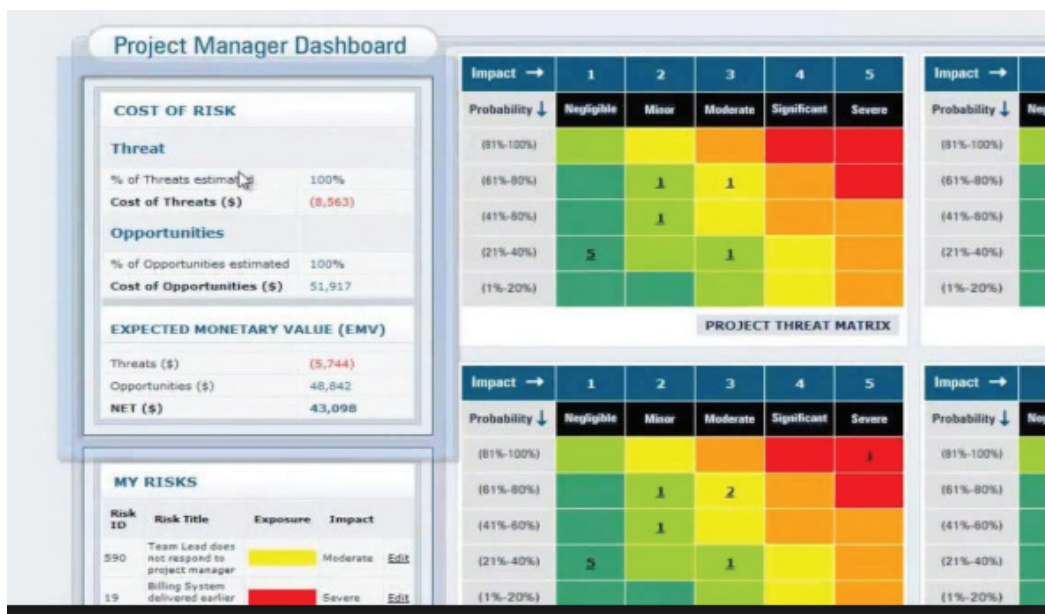 Project Manager Dashboard
COST OF RISK
Threat
% of Threats estimated 100%
Cost of Threats ($) (8,563)
Opportunities
% of Opportunities estimated 100%
Cost of Opportunities ($) 51,917
EXPECTED MONETARY VALUE (EMV)
Threats ($) (5,744)
Opportunities ($) 48,842
NET ($) 43,098
MY RISKS
Risk ID Risk Title Exposure Impact
590 Team Lead does not respond to project manager Moderate Edit
19 Billing System delivered earlier Severe Edit
Impact → 1 2 3 4 5
Probability ↓ Negligible Minor Moderate Significant Severe
(81%-100%)
(61%-80%) 1 1
(41%-60%) 1
(21%-40%) 5 1
(1%-20%)
PROJECT THREAT MATRIX
Impact → 1 2 3 4 5
Probability ↓ Negligible Minor Moderate Significant Severe
(81%-100%) 1
(61%-80%) 1 2
(41%-60%) 1
(21%-40%) 5 1
(1%-20%)
Impact →
Probability ↓
(81%-100%)
(61%-80%)
(41%-60%)
(21%-40%)
(1%-20%)
Impact →
Probability ↓
(81%-100%)
(61%-80%)
(41%-60%)
(21%-40%)
(1%-20%)